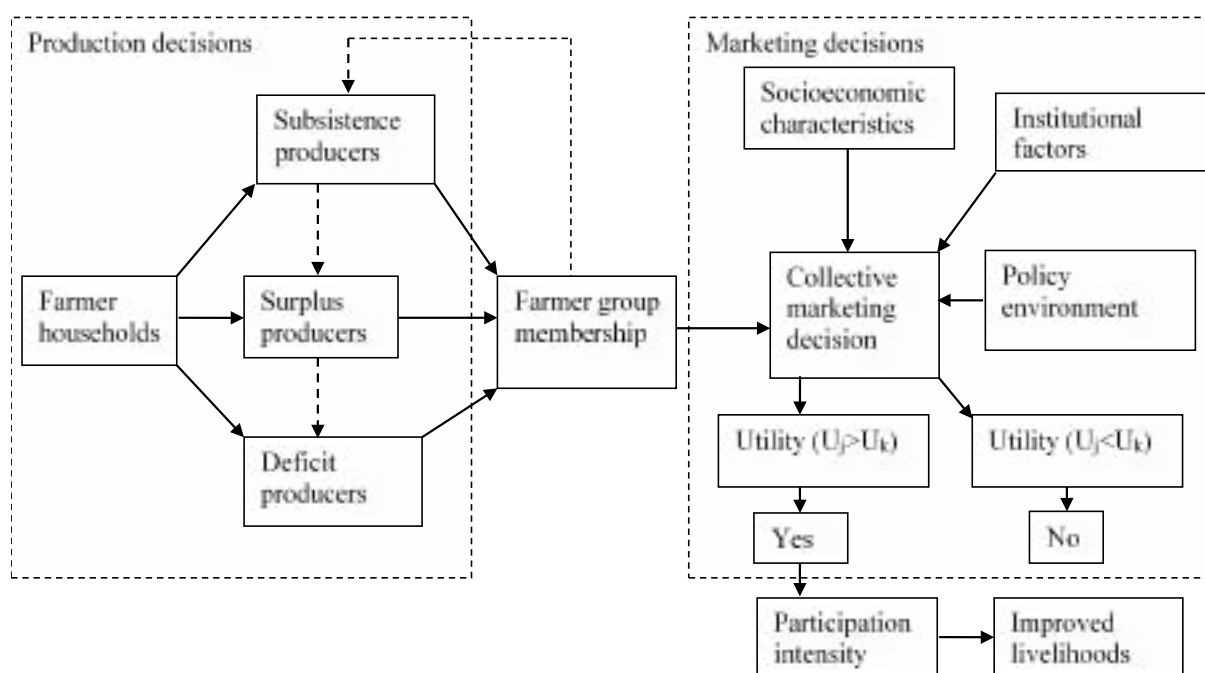 Production decisions
Subsistence
producers
Farmer
households
Surplus
producers
Deficit
producers
Farmer group
membership
Marketing decisions
Socioeconomic
characteristics
Institutional
factors
Collective
marketing
decision
Policy
environment
Utility (Uj>Uk)
Utility (Uj<Uk)
Yes
No
Participation
intensity
Improved
livelihoods